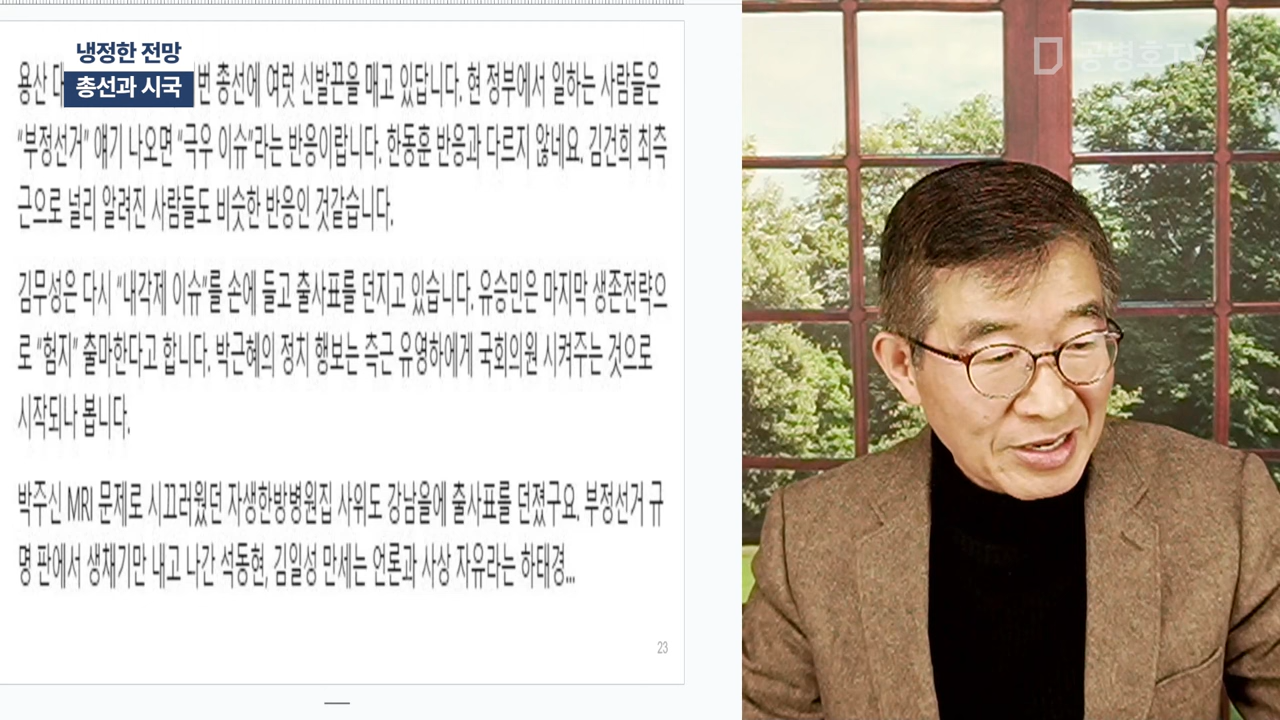 냉정한 전망
총선과 시국
공병호TV
용산 대 번 총선에 여럿 신발끈을 매고 있답니다. 현 정부에서 일하는 사람들은
“부정선거” 얘기 나오면 “극우 이슈”라는 반응이랍니다. 한동훈 반응과 다르지 않네요. 김건희 최측
근으로 널리 알려진 사람들도 비슷한 반응인 것같습니다.
김무성은 다시 “내각제 이슈”를 손에 들고 출사표를 던지고 있습니다. 유승민은 마지막 생존전략으
로 “험지” 출마한다고 합니다. 박근혜의 정치 행보는 측근 유영하에게 국회의원 시켜주는 것으로
시작되나 봅니다.
박주신 MRI 문제로 시끄러웠던 자생한방병원집 사위도 강남을에 출사표를 던졌구요. 부정선거 규
명 판에서 생채기만 내고 나간 석동현, 김일성 만세는 언론과 사상 자유라는 하태경...
23